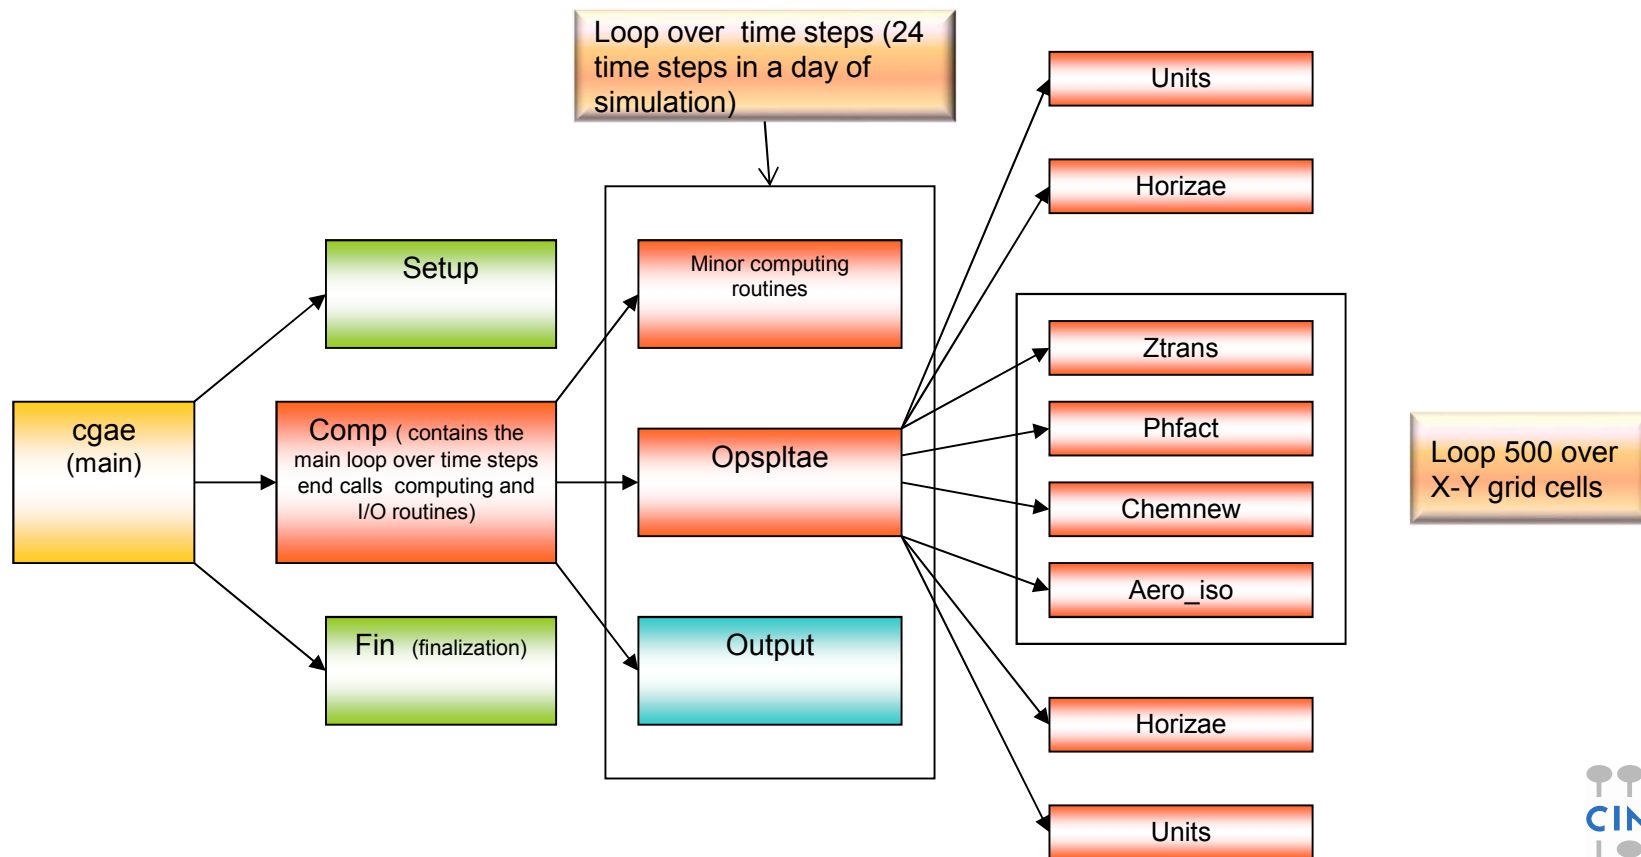 Loop over time steps (24
time steps in a day of
simulation)
Units
Horizae
Setup
Minor computing
routines
Ztrans
cgae
(main)
Comp ( contains the
main loop over time steps
end calls computing and
I/O routines)
Opspltae
Phfact
Chemnew
Aero_iso
Loop 500 over
X-Y grid cells
Fin (finalization)
Output
Horizae
Units
CIN